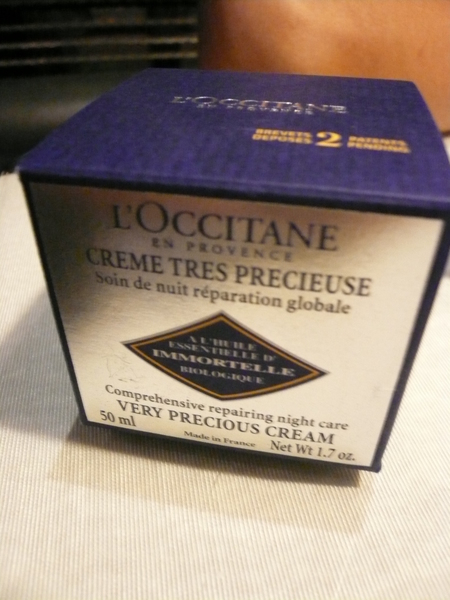 L'OCCITANE
EN PROVENCE
BREVETS 2 PATENTS
DEPOSES PENDING
L'OCCITANE
EN PROVENCE
CREME TRES PRECIEUSE
Soin de nuit réparation globale
A L'HUILE
ESSENTIELLE D'
IMMORTELLE
BIOLOGIQUE
Comprehensive repairing night care
VERY PRECIOUS CREAM
50 ml Made in France Net Wt 1.7 oz.